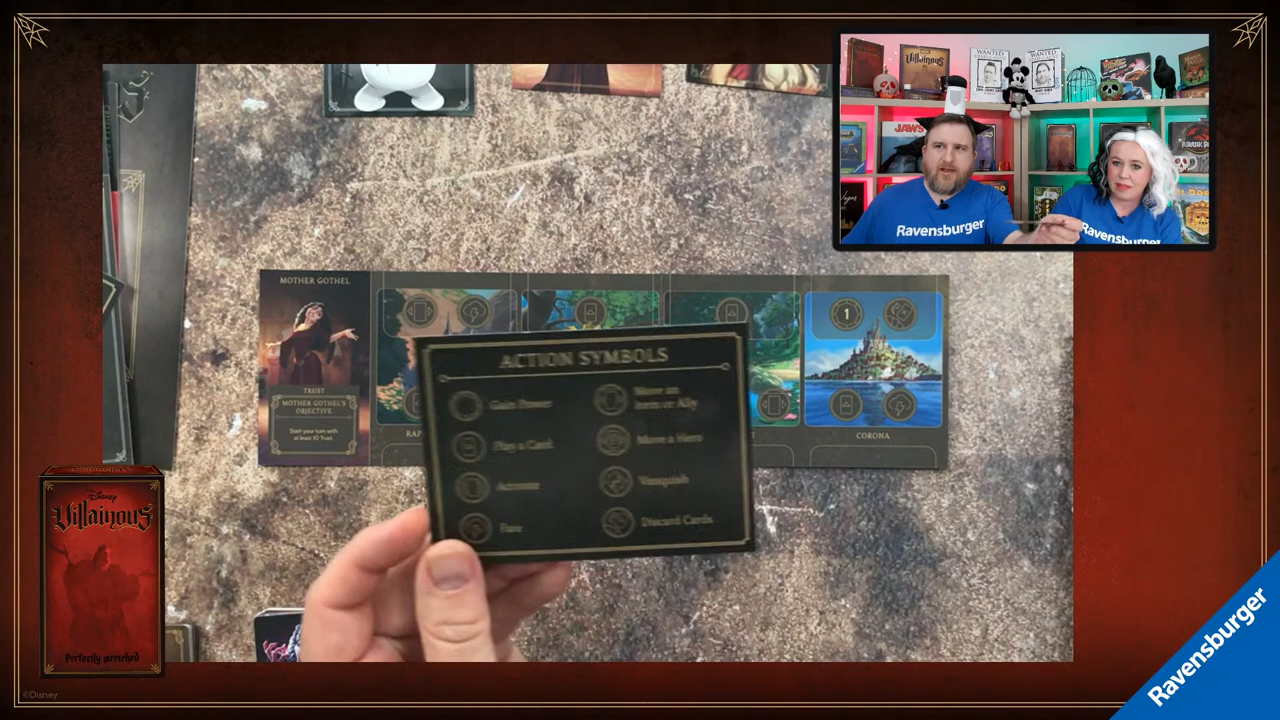 WANTED
WANTED
Villainous
JAWS
JURASSIC
Ravensburger
Ravensburger
MOTHER GOTHEL
TRUST
MOTHER GOTHEL'S
OBJECTIVE
Start your turn with
at least 10 Trust.
1
CORONA
ACTION SYMBOLS
Gain Power
Move an
Item or Ally
Play a Card
Move a Hero
Activate
Vanquish
Fate
Discard Cards
Disney
Villainous
Perfectly wretched
©Disney
Ravensburger